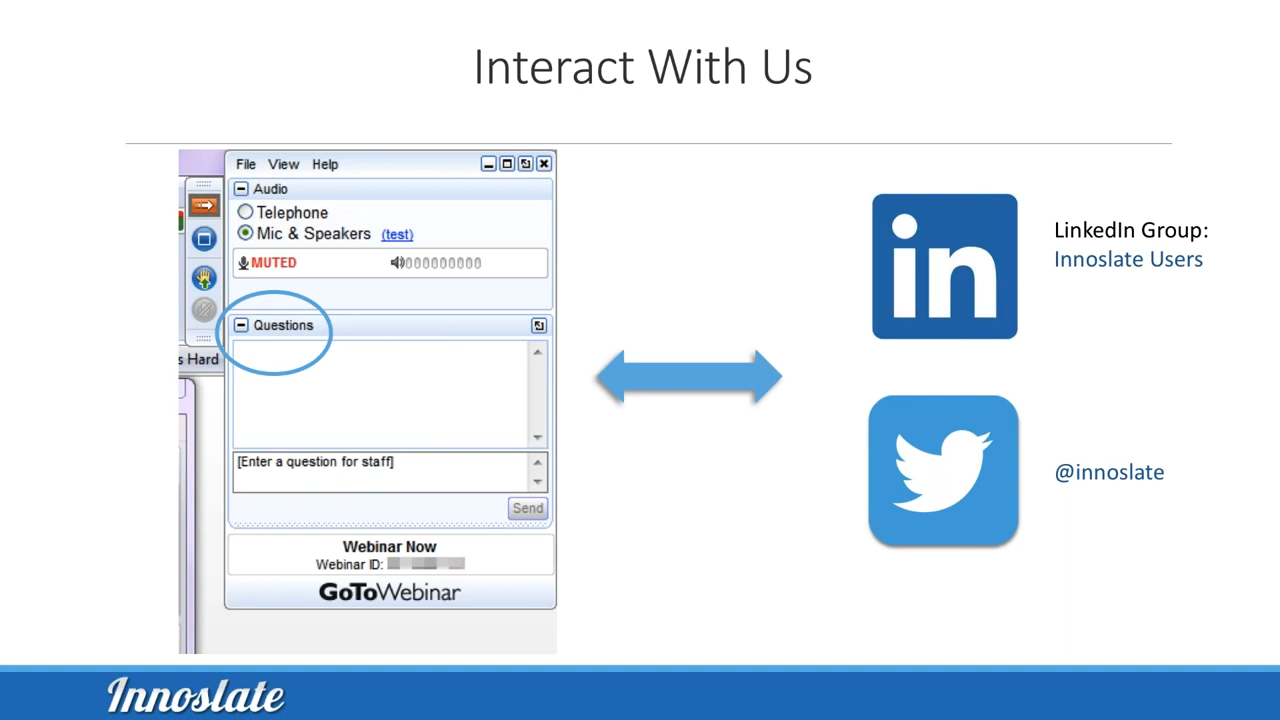 Interact With Us
File View Help
Audio
Telephone
Mic & Speakers (test)
MUTED
Questions
s Hard
[Enter a question for staff]
Send
Webinar Now
Webinar ID:
GoToWebinar
in
LinkedIn Group:
Innoslate Users
@innoslate
Innoslate